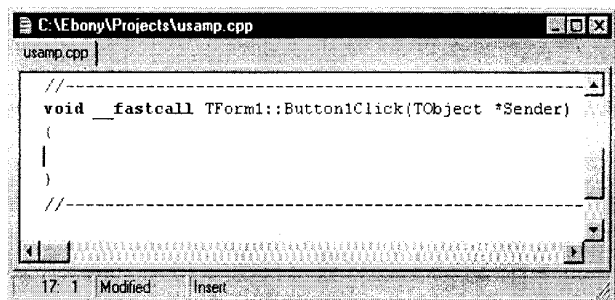 C:\Ebony\Projects\usamp.cpp
usamp.cpp
//----------------------------------------------------------
void __fastcall TForm1::Button1Click(TObject *Sender)
{

}
//----------------------------------------------------------
17: 1 Modified Insert